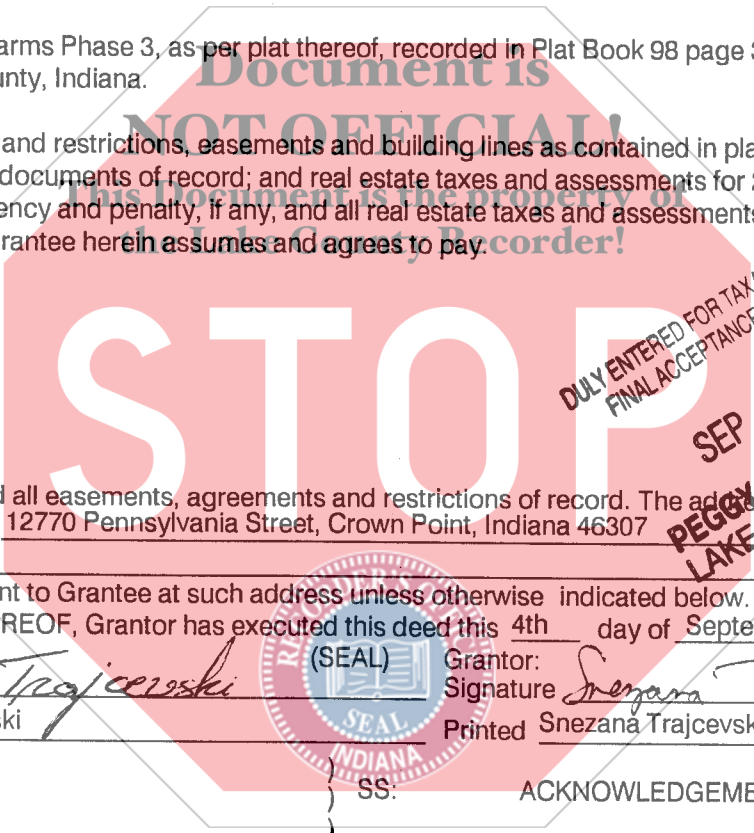 arms Phase 3, as per plat thereof, recorded in Plat Book 98 page
unty, Indiana.
Document is
NOT OFFICIAL!
This Document is the property of
the Lake County Recorder!
and restrictions, easements and building lines as contained in pla
documents of record; and real estate taxes and assessments for
ency and penalty, if any, and all real estate taxes and assessments
rantee herein assumes and agrees to pay.
DULY ENTERED FOR TAX
FINAL ACCEPTANCE
STOP
SEP
PEGGY
LAKE
d all easements, agreements and restrictions of record. The
12770 Pennsylvania Street, Crown Point, Indiana 46307
nt to Grantee at such address unless otherwise indicated below.
REOF, Grantor has executed this deed this 4th day of Septe
(SEAL) Grantor:
Trajcevski Signature Snezana
ski Printed Snezana Trajcevsk
RECORDER'S
SEAL
INDIANA
SS: ACKNOWLEDGEME